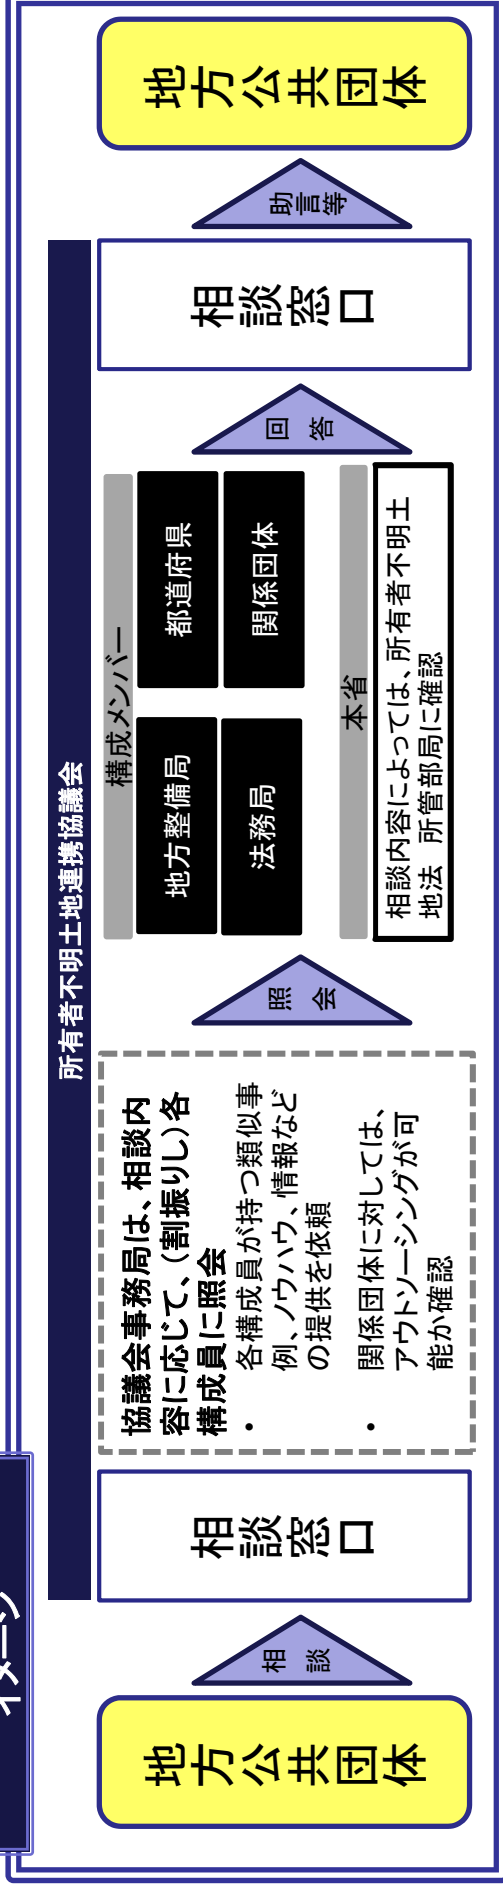 イメージ
所有者不明土地連携協議会
地方公共団体
相談
相談窓口
協議会事務局は、相談内
容に応じて、（割振りし）各
構成員に照会
・ 各構成員が持つ類似事
例、ノウハウ、情報など
の提供を依頼
・ 関係団体に対しては、
アウトソーシングが可
能か確認
照会
構成メンバー
地方整備局
都道府県
法務局
関係団体
本省
相談内容によっては、所有者不明土
地法 所管部局に確認
回答
相談窓口
助言等
地方公共団体